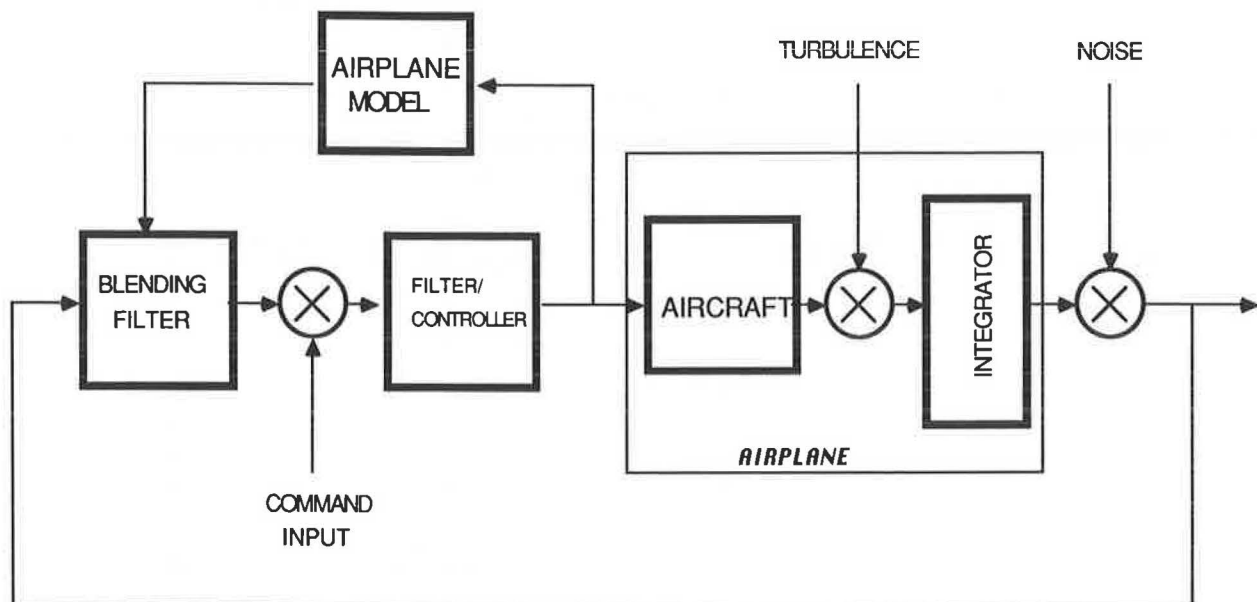 TURBULENCE
NOISE
AIRPLANE
MODEL
BLENDING
FILTER
FILTER/
CONTROLLER
AIRCRAFT
INTEGRATOR
AIRPLANE
COMMAND
INPUT